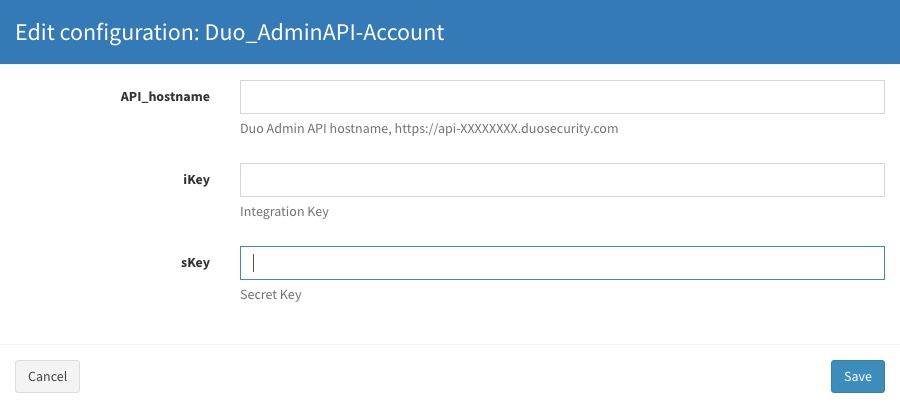 Edit configuration: Duo_AdminAPI-Account
API_hostname
Duo Admin API hostname, https://api-XXXXXXXX.duosecurity.com
iKey
Integration Key
sKey
Secret Key
Cancel
Save